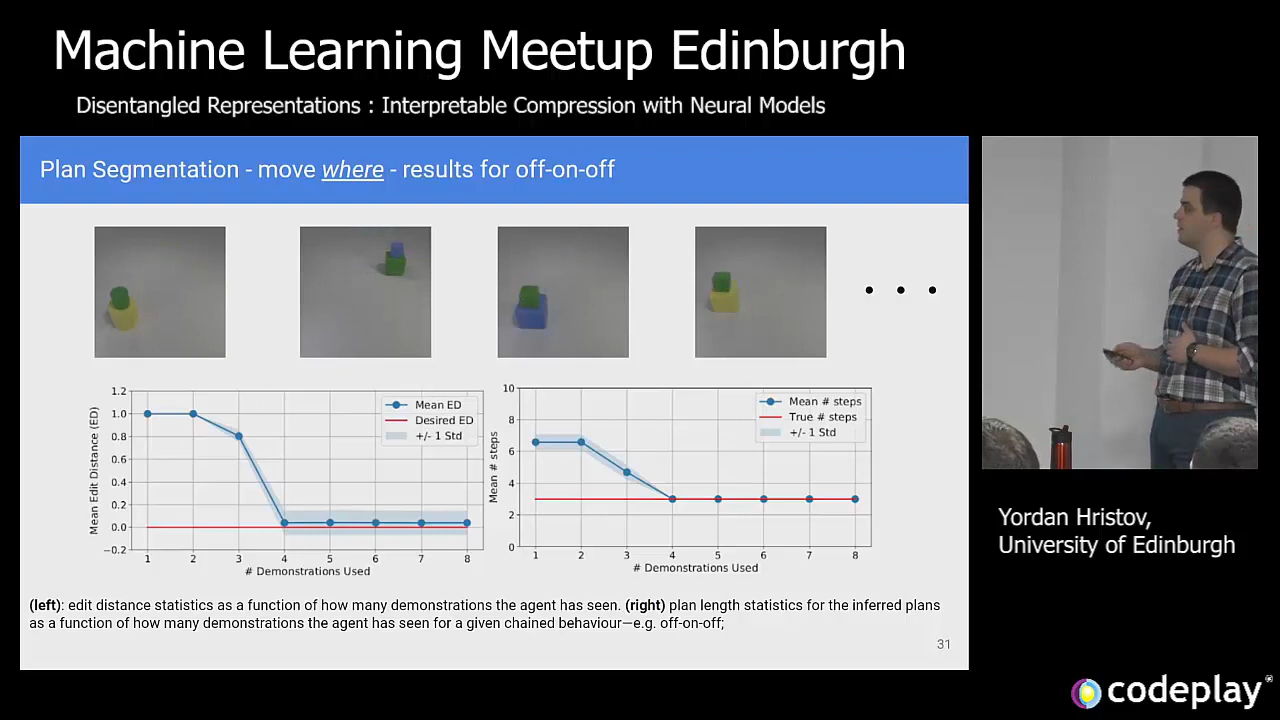 Machine Learning Meetup Edinburgh
Disentangled Representations : Interpretable Compression with Neural Models
Plan Segmentation - move where - results for off-on-off
1.2
1.0
0.8
0.6
0.4
0.2
0.0
−0.2
Mean Edit Distance (ED)
Mean ED
Desired ED
+/- 1 Std
1 2 3 4 5 6 7 8
# Demonstrations Used
10
8
6
4
2
0
Mean # steps
Mean # steps
True # steps
+/- 1 Std
1 2 3 4 5 6 7 8
# Demonstrations Used
(left): edit distance statistics as a function of how many demonstrations the agent has seen. (right) plan length statistics for the inferred plans
as a function of how many demonstrations the agent has seen for a given chained behaviour—e.g. off-on-off;
31
Yordan Hristov,
University of Edinburgh
codeplay®